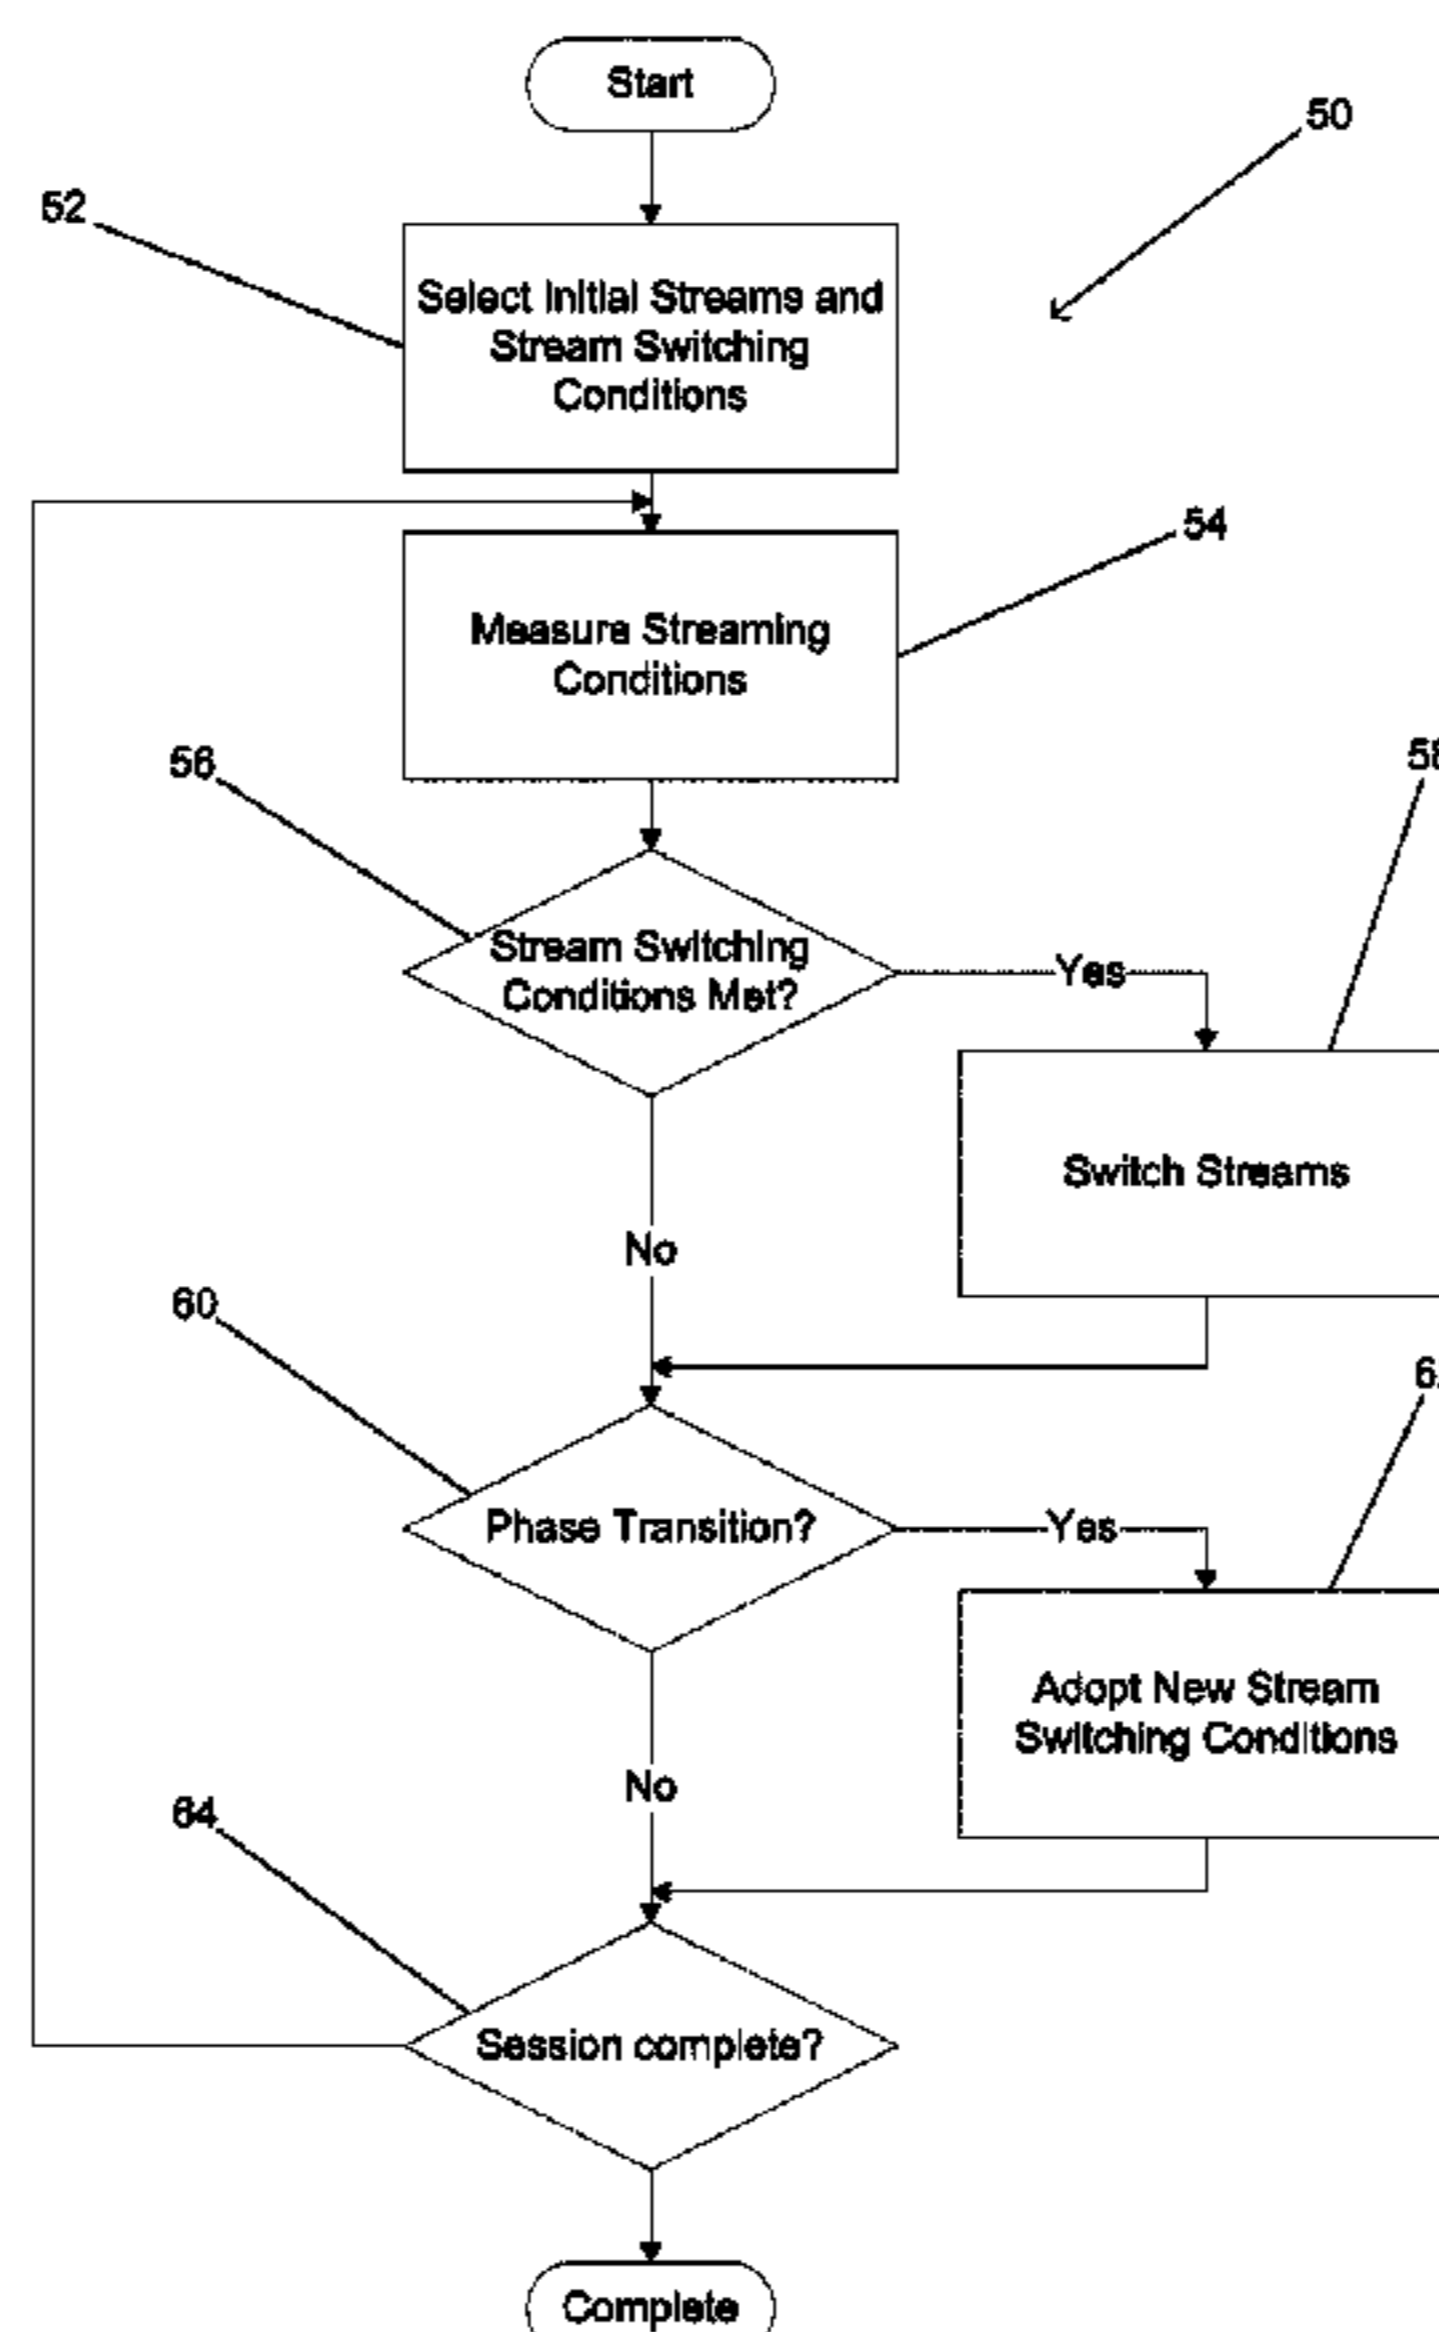 Start
50
52
Select Initial Streams and
Stream Switching
Conditions
54
Measure Streaming
Conditions
56
58
Stream Switching
Conditions Met?
Yes
Switch Streams
No
60
Phase Transition?
Yes
Adopt New Stream
Switching Conditions
No
64
Session complete?
Complete